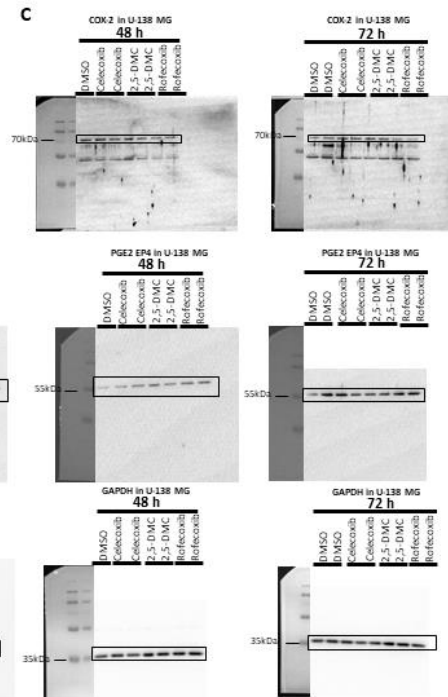 C
COX-2 in U-138 MG
48 h
DMSO
Celecoxib
Celecoxib
2,5-DMC
2,5-DMC
Rofecoxib
Rofecoxib
70kDa
COX-2 in U-138 MG
72 h
DMSO
DMSO
Celecoxib
Celecoxib
2,5-DMC
2,5-DMC
Rofecoxib
Rofecoxib
70kDa
PGE2 EP4 in U-138 MG
48 h
DMSO
Celecoxib
Celecoxib
2,5-DMC
2,5-DMC
Rofecoxib
Rofecoxib
55kDa
PGE2 EP4 in U-138 MG
72 h
DMSO
DMSO
Celecoxib
Celecoxib
2,5-DMC
2,5-DMC
Rofecoxib
Rofecoxib
55kDa
GAPDH in U-138 MG
48 h
DMSO
Celecoxib
Celecoxib
2,5-DMC
2,5-DMC
Rofecoxib
Rofecoxib
35kDa
GAPDH in U-138 MG
72 h
DMSO
DMSO
Celecoxib
Celecoxib
2,5-DMC
2,5-DMC
Rofecoxib
Rofecoxib
35kDa